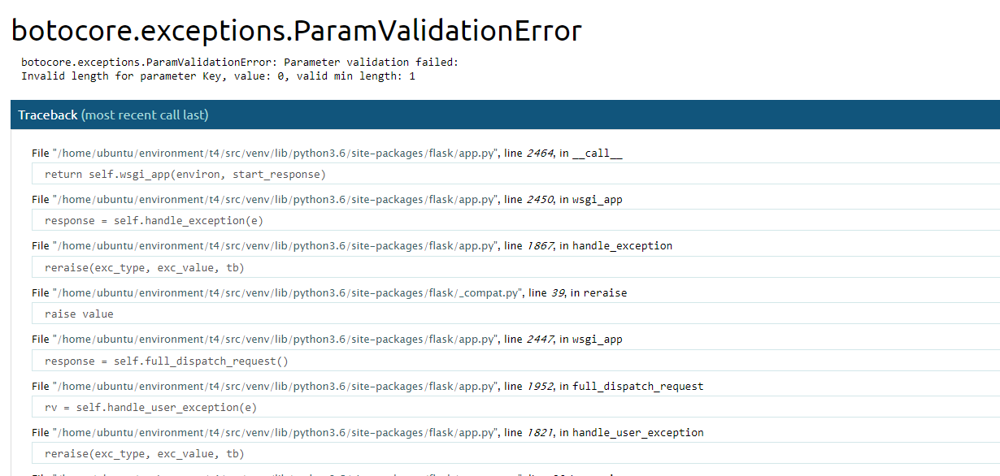 botocore.exceptions.ParamValidationError
botocore.exceptions.ParamValidationError: Parameter validation failed:
Invalid length for parameter Key, value: 0, valid min length: 1
Traceback (most recent call last)
File "/home/ubuntu/environment/t4/src/venv/lib/python3.6/site-packages/flask/app.py", line 2464, in __call__
return self.wsgi_app(environ, start_response)
File "/home/ubuntu/environment/t4/src/venv/lib/python3.6/site-packages/flask/app.py", line 2450, in wsgi_app
response = self.handle_exception(e)
File "/home/ubuntu/environment/t4/src/venv/lib/python3.6/site-packages/flask/app.py", line 1867, in handle_exception
reraise(exc_type, exc_value, tb)
File "/home/ubuntu/environment/t4/src/venv/lib/python3.6/site-packages/flask/_compat.py", line 39, in reraise
raise value
File "/home/ubuntu/environment/t4/src/venv/lib/python3.6/site-packages/flask/app.py", line 2447, in wsgi_app
response = self.full_dispatch_request()
File "/home/ubuntu/environment/t4/src/venv/lib/python3.6/site-packages/flask/app.py", line 1952, in full_dispatch_request
rv = self.handle_user_exception(e)
File "/home/ubuntu/environment/t4/src/venv/lib/python3.6/site-packages/flask/app.py", line 1821, in handle_user_exception
reraise(exc_type, exc_value, tb)